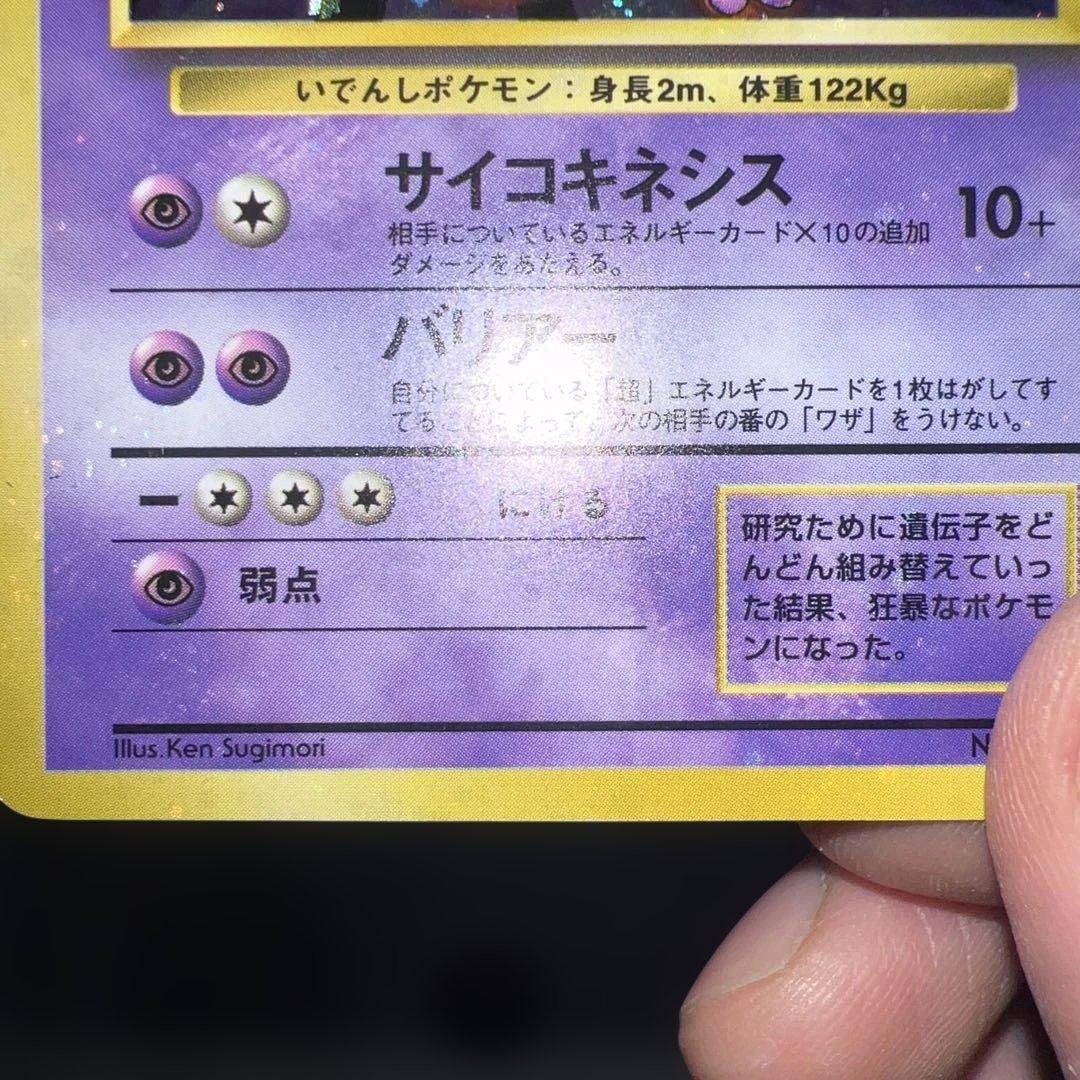 いでんしポケモン：身長2m、体重122Kg
サイコキネシス 10+
相手についているエネルギーカード×10の追加
ダメージをあたえる。
バリアー
自分についている「超」エネルギーカードを1枚はがしてす
てることによって、次の相手の番の「ワザ」をうけない。
にげる
弱点
研究ために遺伝子をど
んどん組み替えていっ
た結果、狂暴なポケモ
ンになった。
Illus.Ken Sugimori